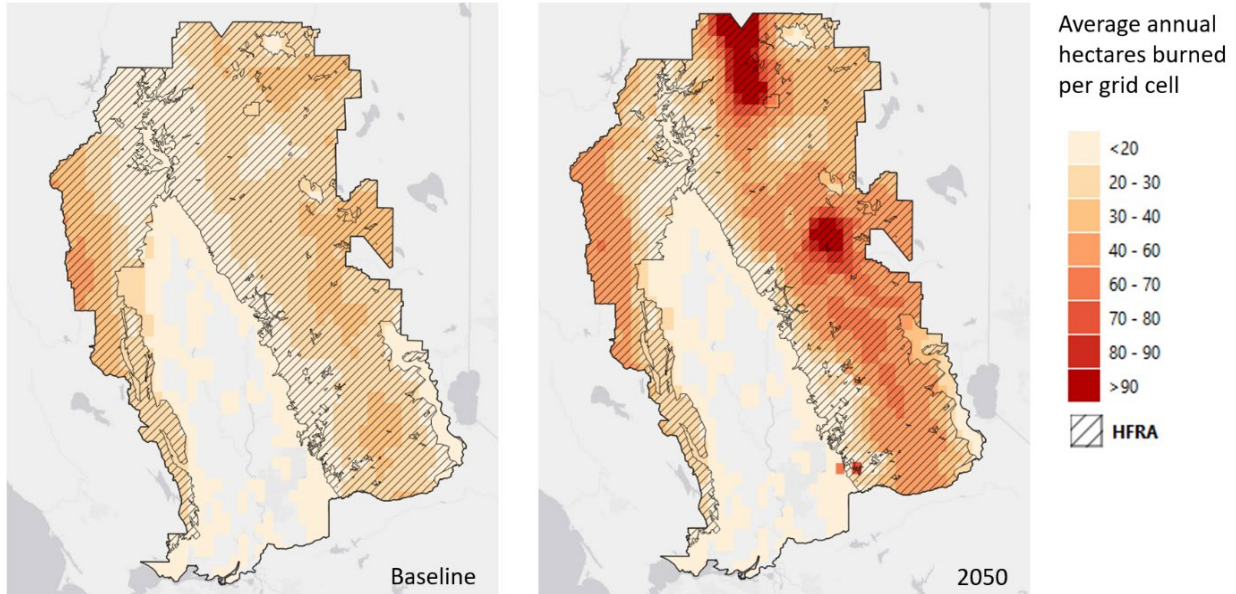 Baseline
2050
Average annual
hectares burned
per grid cell
<20
20 - 30
30 - 40
40 - 60
60 - 70
70 - 80
80 - 90
>90
HFRA